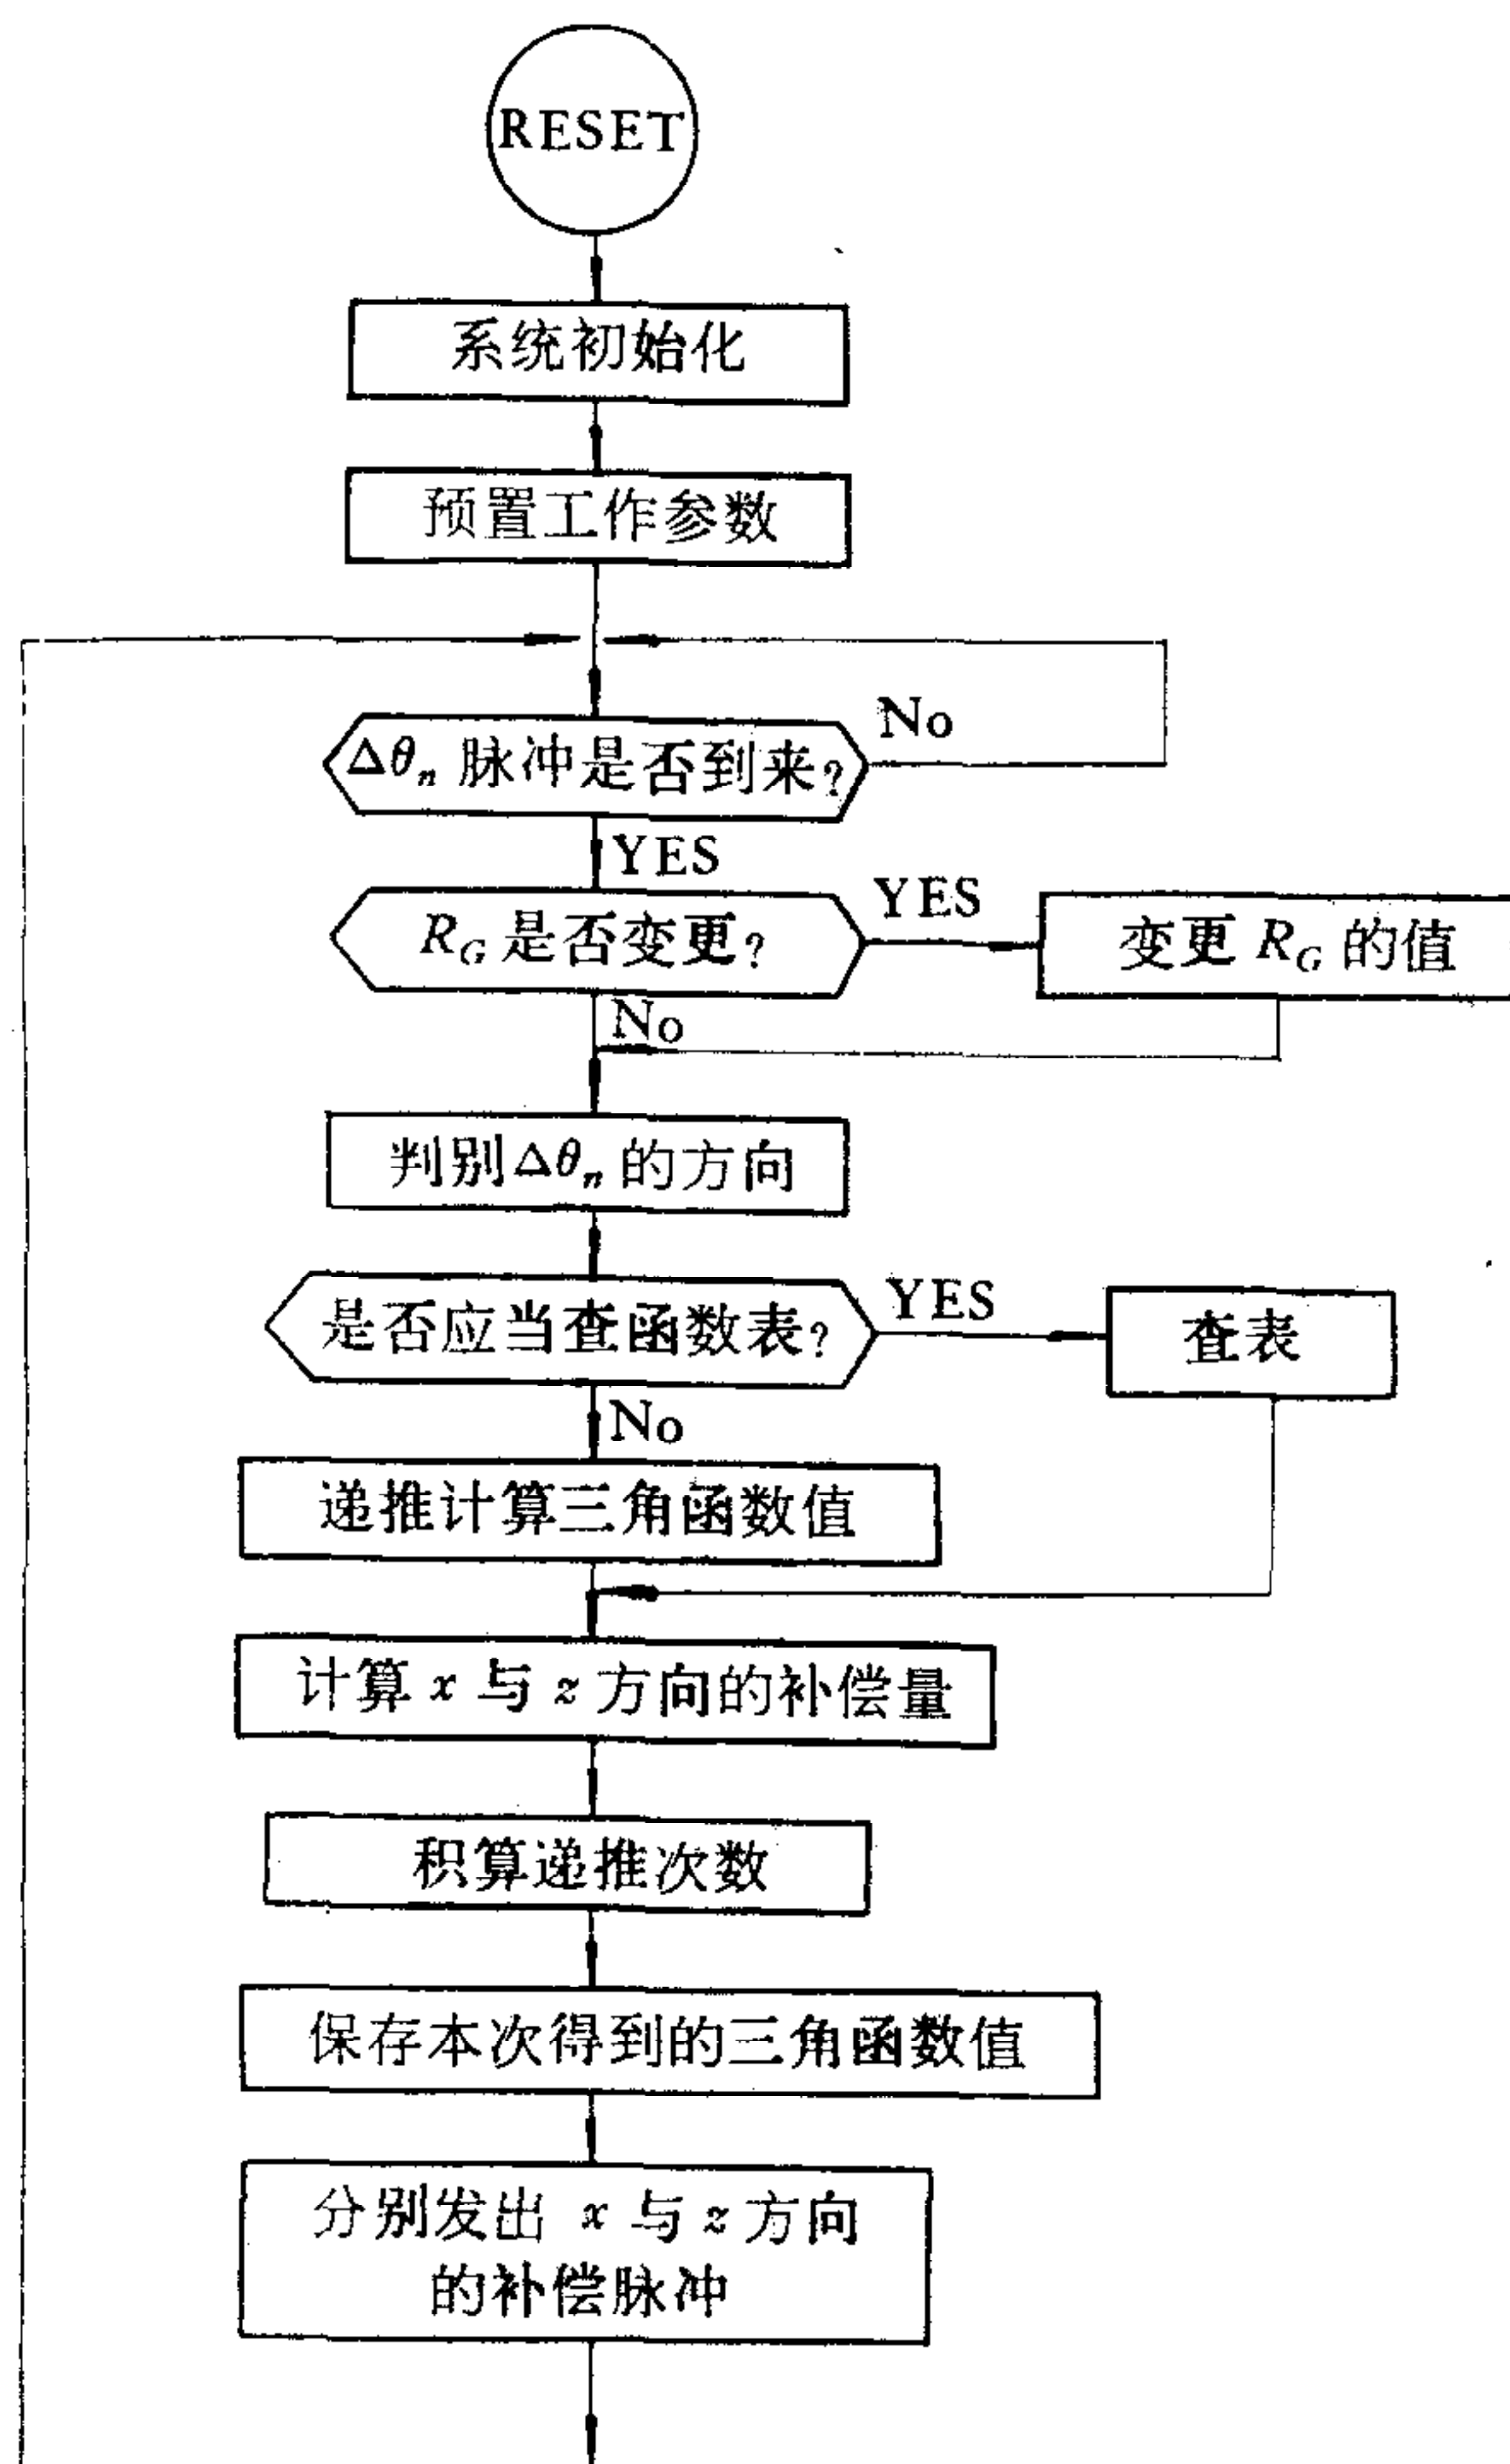 RESET
系统初始化
预置工作参数
Δθn 脉冲是否到来?
No
YES
RG 是否变更?
YES
变更 RG 的值
No
判别Δθn 的方向
是否应当查函数表?
YES
查表
No
递推计算三角函数值
计算 x 与 z 方向的补偿量
积算递推次数
保存本次得到的三角函数值
分别发出 x 与 z 方向
的补偿脉冲